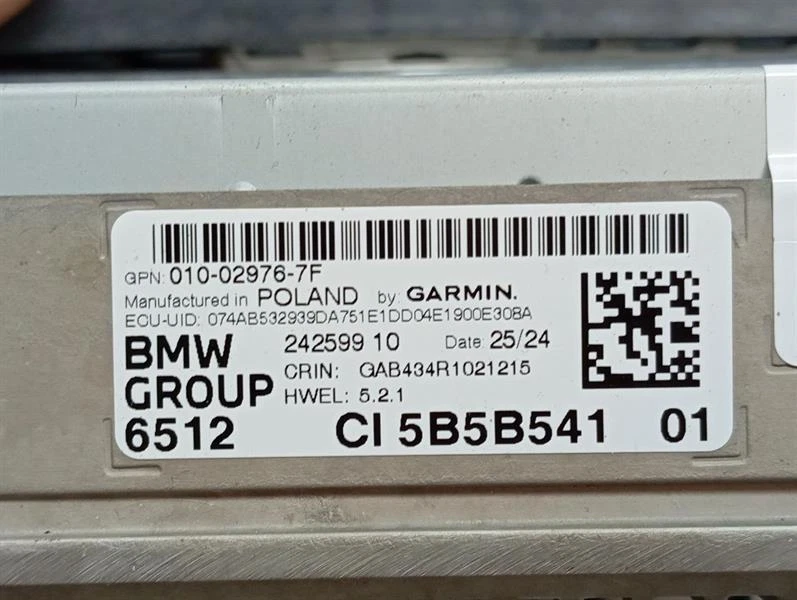 GPN: 010-02976-7F
Manufactured in POLAND by: GARMIN.
ECU-UID: 074AB532939DA751E1DD04E1900E308A
BMW 242599 10 Date: 25/24
CRIN: GAB434R1021215
GROUP HWEL: 5.2.1
6512 CI 5B5B541 01